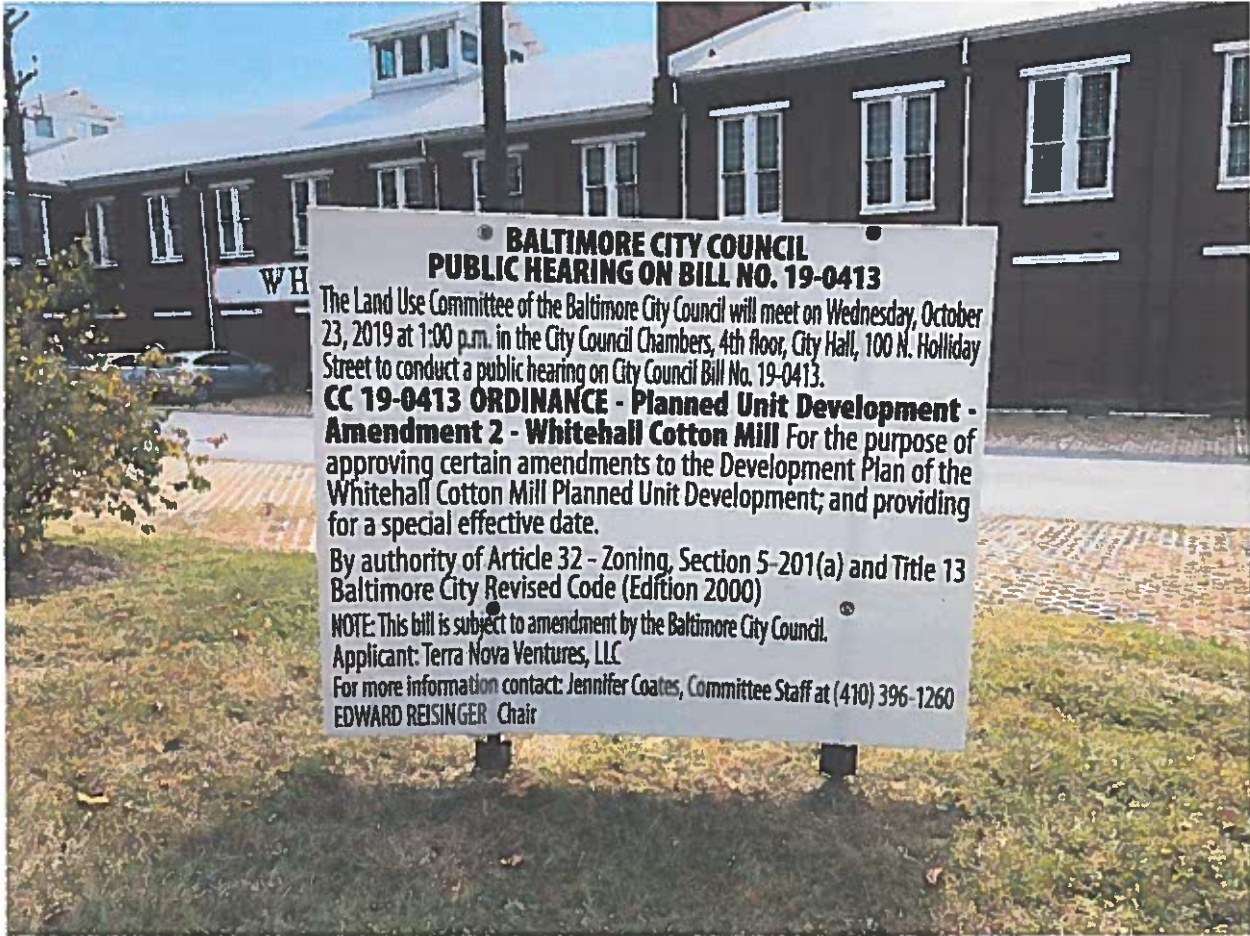 WH
BALTIMORE CITY COUNCIL
PUBLIC HEARING ON BILL NO. 19-0413
The Land Use Committee of the Baltimore City Council will meet on Wednesday, October
23, 2019 at 1:00 p.m. in the City Council Chambers, 4th floor, City Hall, 100 N. Holliday
Street to conduct a public hearing on City Council Bill No. 19-0413.
CC 19-0413 ORDINANCE - Planned Unit Development -
Amendment 2 - Whitehall Cotton Mill For the purpose of
approving certain amendments to the Development Plan of the
Whitehall Cotton Mill Planned Unit Development; and providing
for a special effective date.
By authority of Article 32 - Zoning, Section 5-201(a) and Title 13
Baltimore City Revised Code (Edition 2000)
NOTE: This bill is subject to amendment by the Baltimore City Council.
Applicant: Terra Nova Ventures, LLC
For more information contact: Jennifer Coates, Committee Staff at (410) 396-1260
EDWARD REISINGER Chair